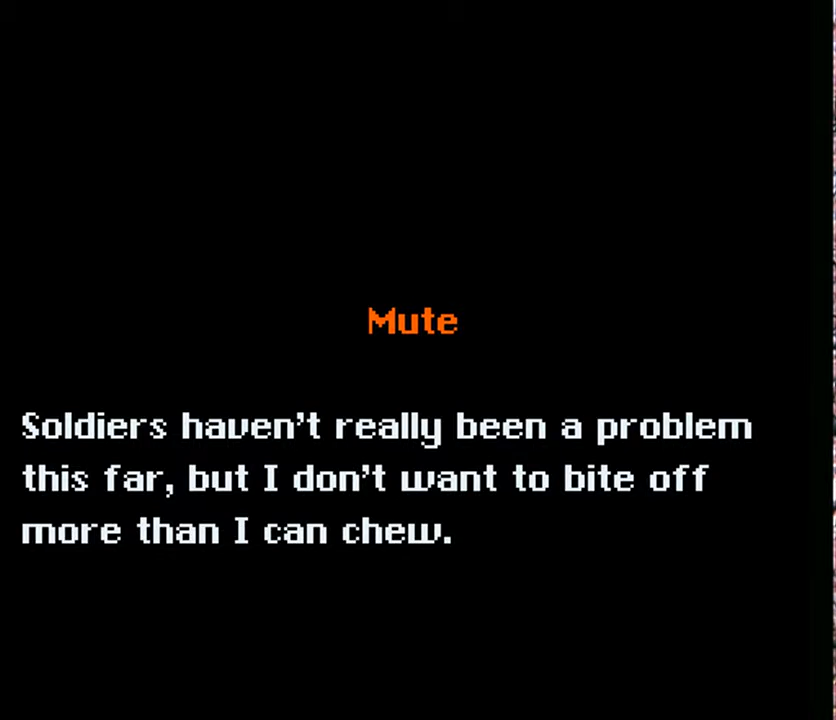 Mute
Soldiers haven't really been a problem
this far, but I don't want to bite off
more than I can chew.